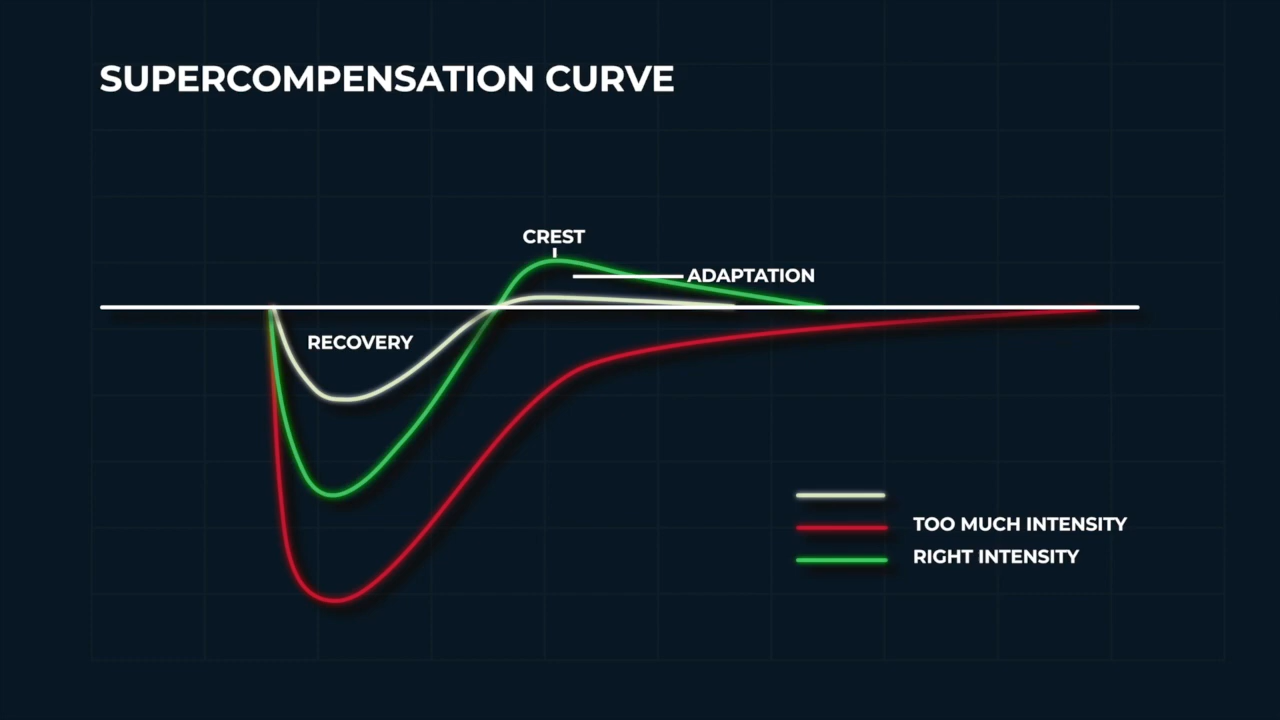 SUPERCOMPENSATION CURVE
CREST
ADAPTATION
RECOVERY
TOO MUCH INTENSITY
RIGHT INTENSITY